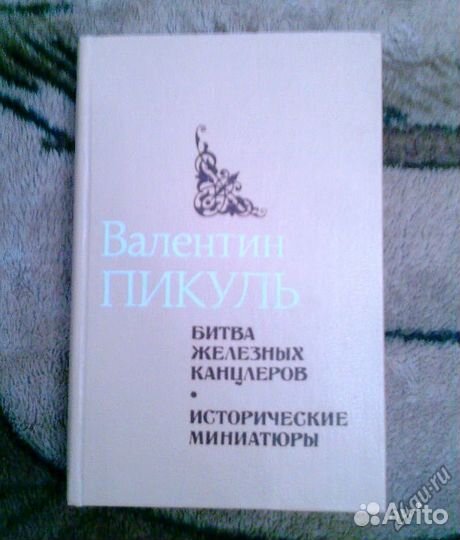 Валентин
ПИКУЛЬ
БИТВА
ЖЕЛЕЗНЫХ
КАНЦЛЕРОВ
•
ИСТОРИЧЕСКИЕ
МИНИАТЮРЫ
Avito